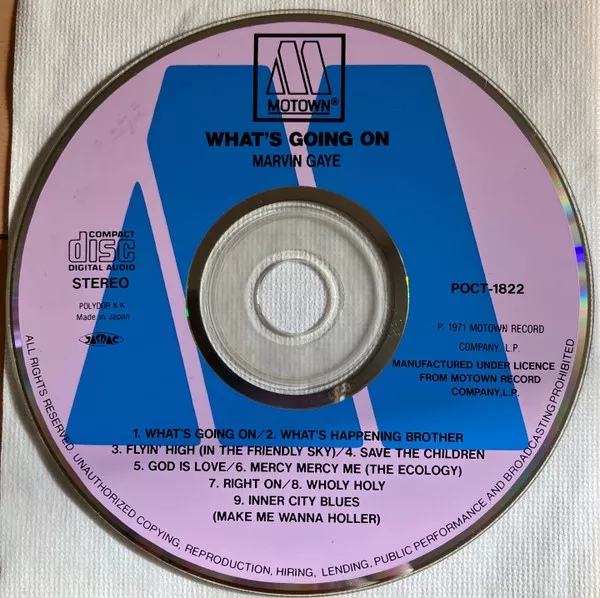 MOTOWN®
WHAT'S GOING ON
MARVIN GAYE
COMPACT
disc
DIGITAL AUDIO
STEREO
POLYDOR K.K.
Made in Japan
JASRAC
POCT-1822
P. 1971 MOTOWN RECORD
COMPANY, L.P.
MANUFACTURED UNDER LICENCE
FROM MOTOWN RECORD
COMPANY,L.P.
1. WHAT'S GOING ON/2. WHAT'S HAPPENING BROTHER
3. FLYIN' HIGH (IN THE FRIENDLY SKY)/4. SAVE THE CHILDREN
5. GOD IS LOVE/6. MERCY MERCY ME (THE ECOLOGY)
7. RIGHT ON/8. WHOLY HOLY
9. INNER CITY BLUES
(MAKE ME WANNA HOLLER)
ALL RIGHTS RESERVED. UNAUTHORIZED COPYING, REPRODUCTION, HIRING, LENDING, PUBLIC PERFORMANCE AND BROADCASTING PROHIBITED